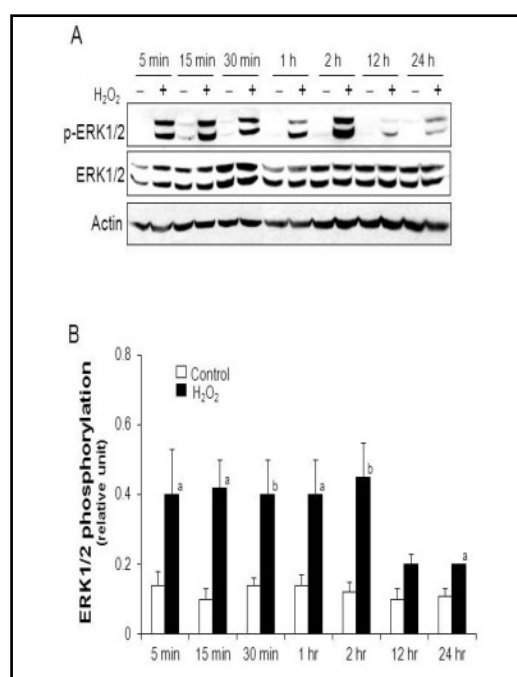 A
5 min 15 min 30 min 1 h 2 h 12 h 24 h
H₂O₂ – + – + – + – + – + – + – +
p-ERK1/2
ERK1/2
Actin
B
ERK1/2 phosphorylation
(relative unit)
0.8
0.6
0.4
0.2
0
Control
H₂O₂
a a b a b a
5 min 15 min 30 min 1 hr 2 hr 12 hr 24 hr